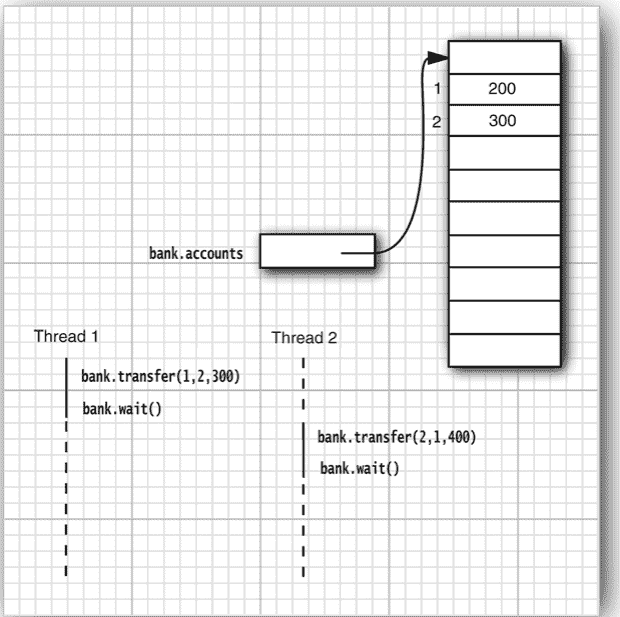 1 200
2 300
bank.accounts
Thread 1
bank.transfer(1,2,300)
bank.wait()
Thread 2
bank.transfer(2,1,400)
bank.wait()